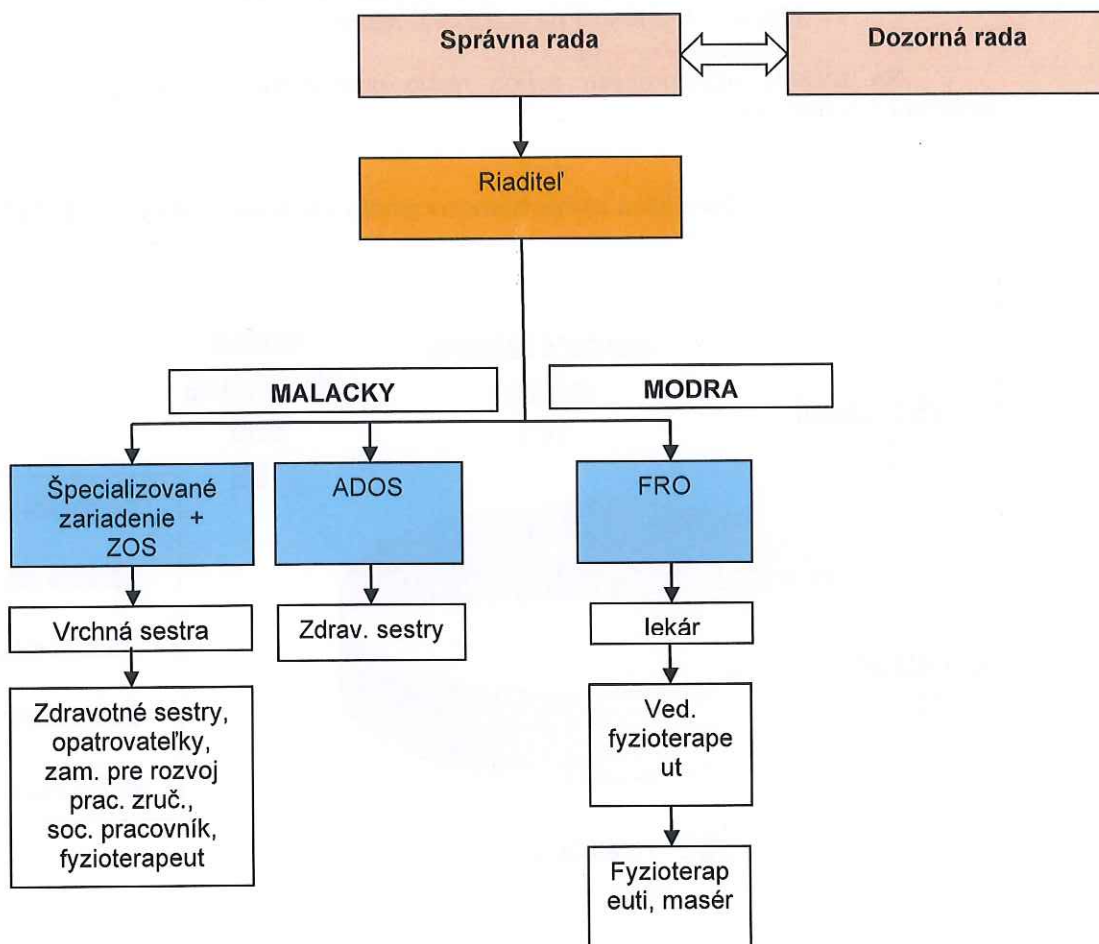 Správna rada
Dozorná rada
Riaditeľ
MALACKY
MODRA
Špecializované
zariadenie +
ZOS
ADOS
FRO
Vrchná sestra
Zdrav. sestry
lekár
Zdravotné sestry,
opatrovateľky,
zam. pre rozvoj
prac. zruč.,
soc. pracovník,
fyzioterapeut
Ved.
fyzioterape
ut
Fyzioterap
euti, masér